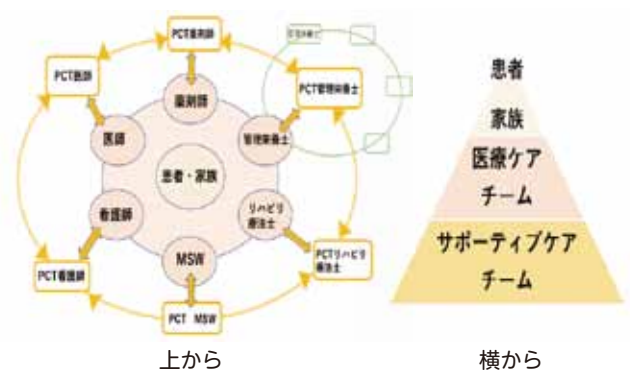 PCT薬剤師
PCT医師
PCT管理栄養士
薬剤師
医師
管理栄養士
患者・家族
看護師
リハビリ
療法士
MSW
PCT看護師
PCTリハビリ
療法士
PCT MSW
上から
患者
家族
医療ケア
チーム
サポーティブケア
チーム
横から